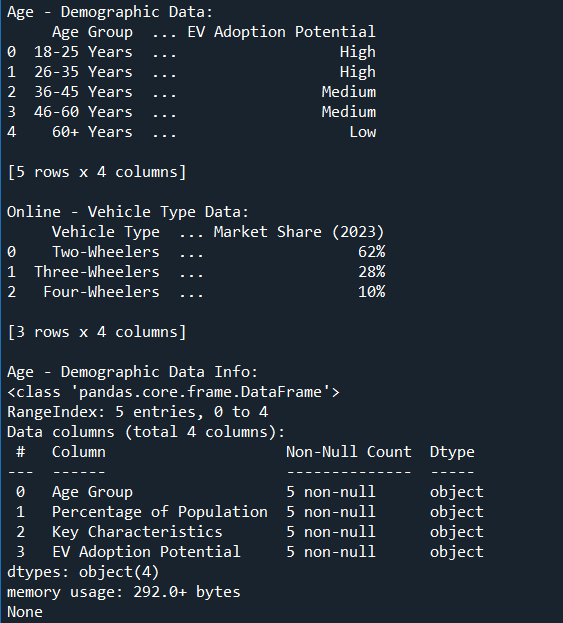 Age - Demographic Data:
     Age Group  ... EV Adoption Potential
0  18-25 Years  ...                  High
1  26-35 Years  ...                  High
2  36-45 Years  ...                Medium
3  46-60 Years  ...                Medium
4    60+ Years  ...                   Low

[5 rows x 4 columns]

Online - Vehicle Type Data:
     Vehicle Type  ... Market Share (2023)
0    Two-Wheelers  ...                 62%
1  Three-Wheelers  ...                 28%
2   Four-Wheelers  ...                 10%

[3 rows x 4 columns]

Age - Demographic Data Info:
<class 'pandas.core.frame.DataFrame'>
RangeIndex: 5 entries, 0 to 4
Data columns (total 4 columns):
 #   Column                    Non-Null Count  Dtype
---  ------                    --------------  -----
 0   Age Group                 5 non-null      object
 1   Percentage of Population  5 non-null      object
 2   Key Characteristics       5 non-null      object
 3   EV Adoption Potential     5 non-null      object
dtypes: object(4)
memory usage: 292.0+ bytes
None